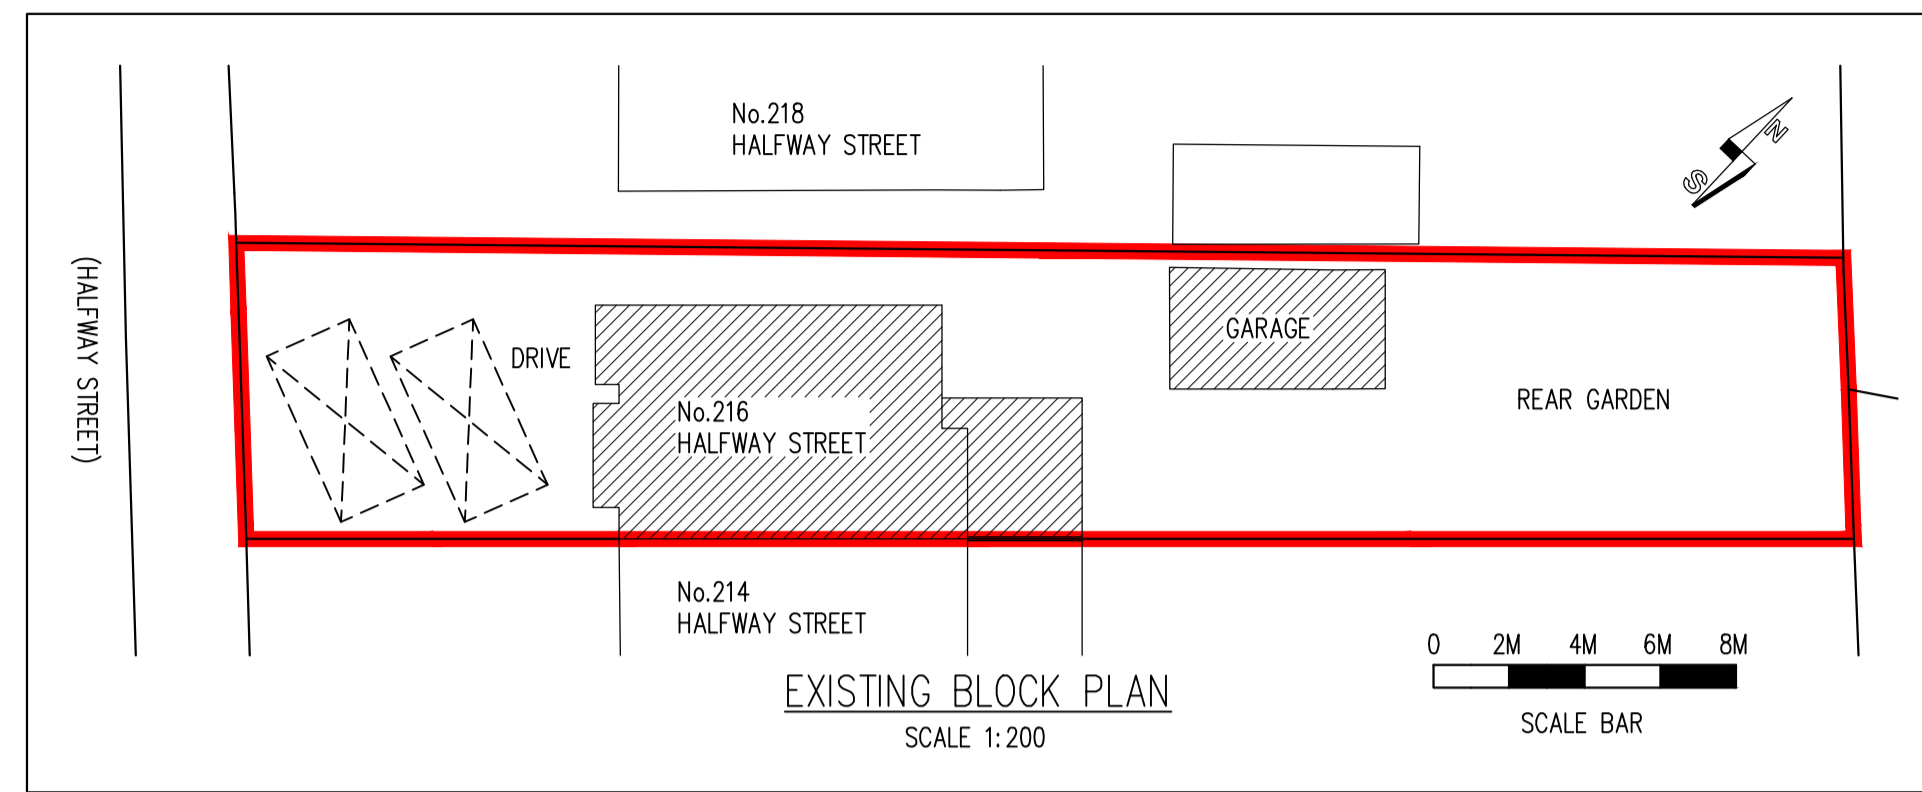 No.218
HALFWAY STREET
N
S
(HALFWAY STREET)
DRIVE
GARAGE
No.216
HALFWAY STREET
REAR GARDEN
No.214
HALFWAY STREET
0 2M 4M 6M 8M
SCALE BAR
EXISTING BLOCK PLAN
SCALE 1:200